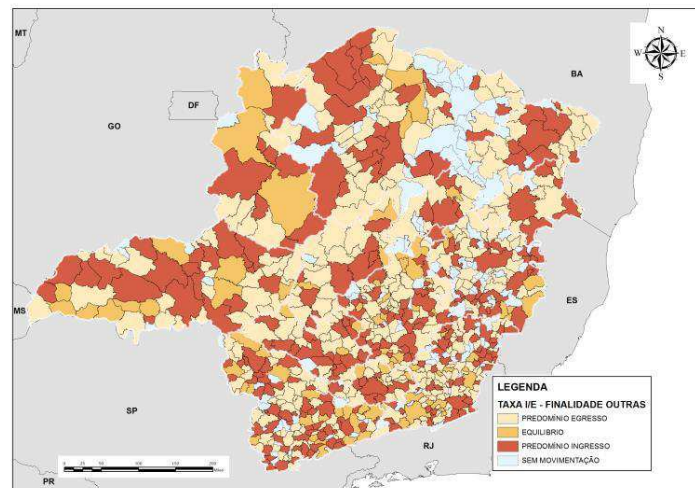 MT
N
W E
S
BA
DF
GO
MS
ES
SP
RJ
PR
LEGENDA
TAXA I/E - FINALIDADE OUTRAS
PREDOMÍNIO EGRESSO
EQUILIBRIO
PREDOMÍNIO INGRESSO
SEM MOVIMENTAÇÃO